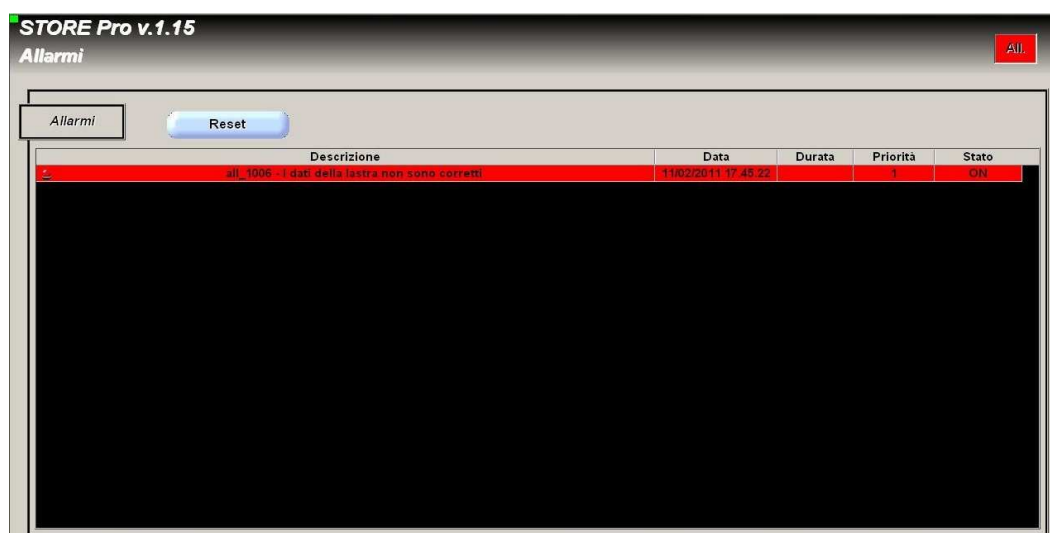 STORE Pro v.1.15
Allarmi
All.
Allarmi
Reset
Descrizione Data Durata Priorità Stato
all_1006 - I dati della lastra non sono corretti 11/02/2011 17.45.22 1 ON